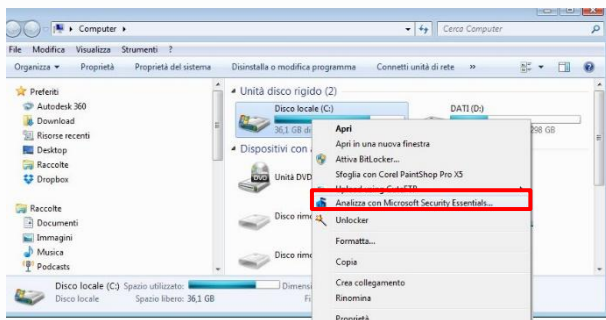 Computer
Cerca Computer
File Modifica Visualizza Strumenti ?
Organizza Proprietà Proprietà del sistema Disinstalla o modifica programma Connetti unità di rete »
Preferiti
Autodesk 360
Download
Risorse recenti
Desktop
Raccolte
Dropbox
Raccolte
Documenti
Immagini
Musica
Podcasts
Unità disco rigido (2)
Disco locale (C:)
36,1 GB di
DATI (D:)
298 GB
Dispositivi con
Unità DVD
Disco rimo
Disco rimo
Apri
Apri in una nuova finestra
Attiva BitLocker...
Sfoglia con Corel PaintShop Pro X5
Analizza con Microsoft Security Essentials...
Unlocker
Formatta...
Copia
Crea collegamento
Rinomina
Proprietà
Disco locale (C:) Spazio utilizzato: Dimensi
Disco locale Spazio libero: 36,1 GB Fi